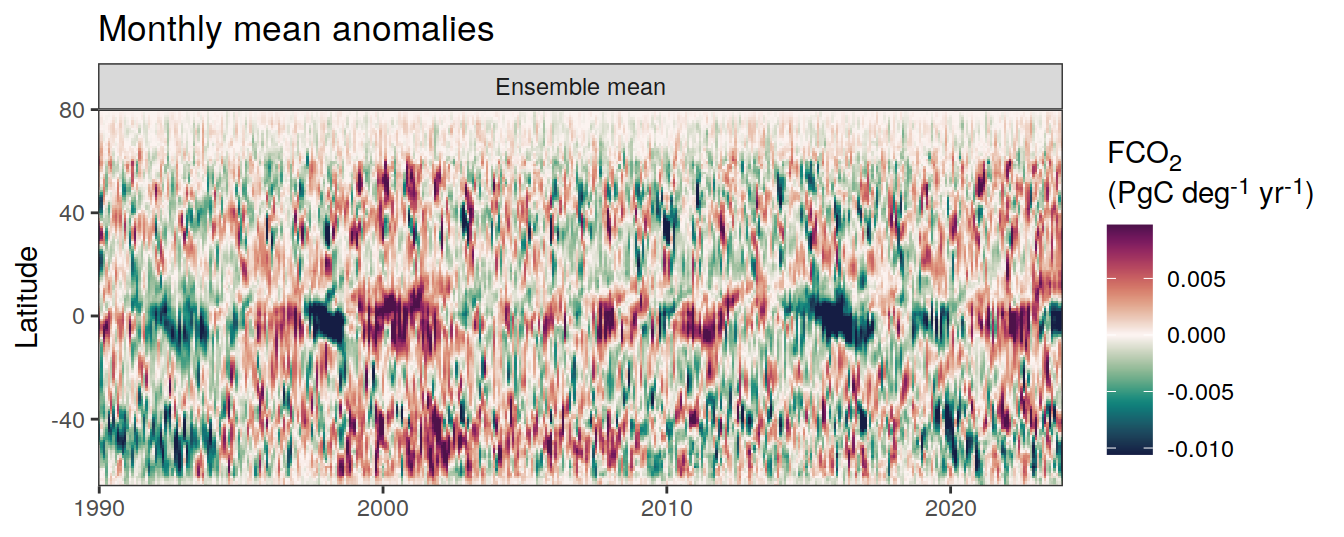 Monthly mean anomalies
Ensemble mean
80
40
0
-40
Latitude
1990 2000 2010 2020
FCO₂
(PgC deg⁻¹ yr⁻¹)
0.005
0.000
-0.005
-0.010